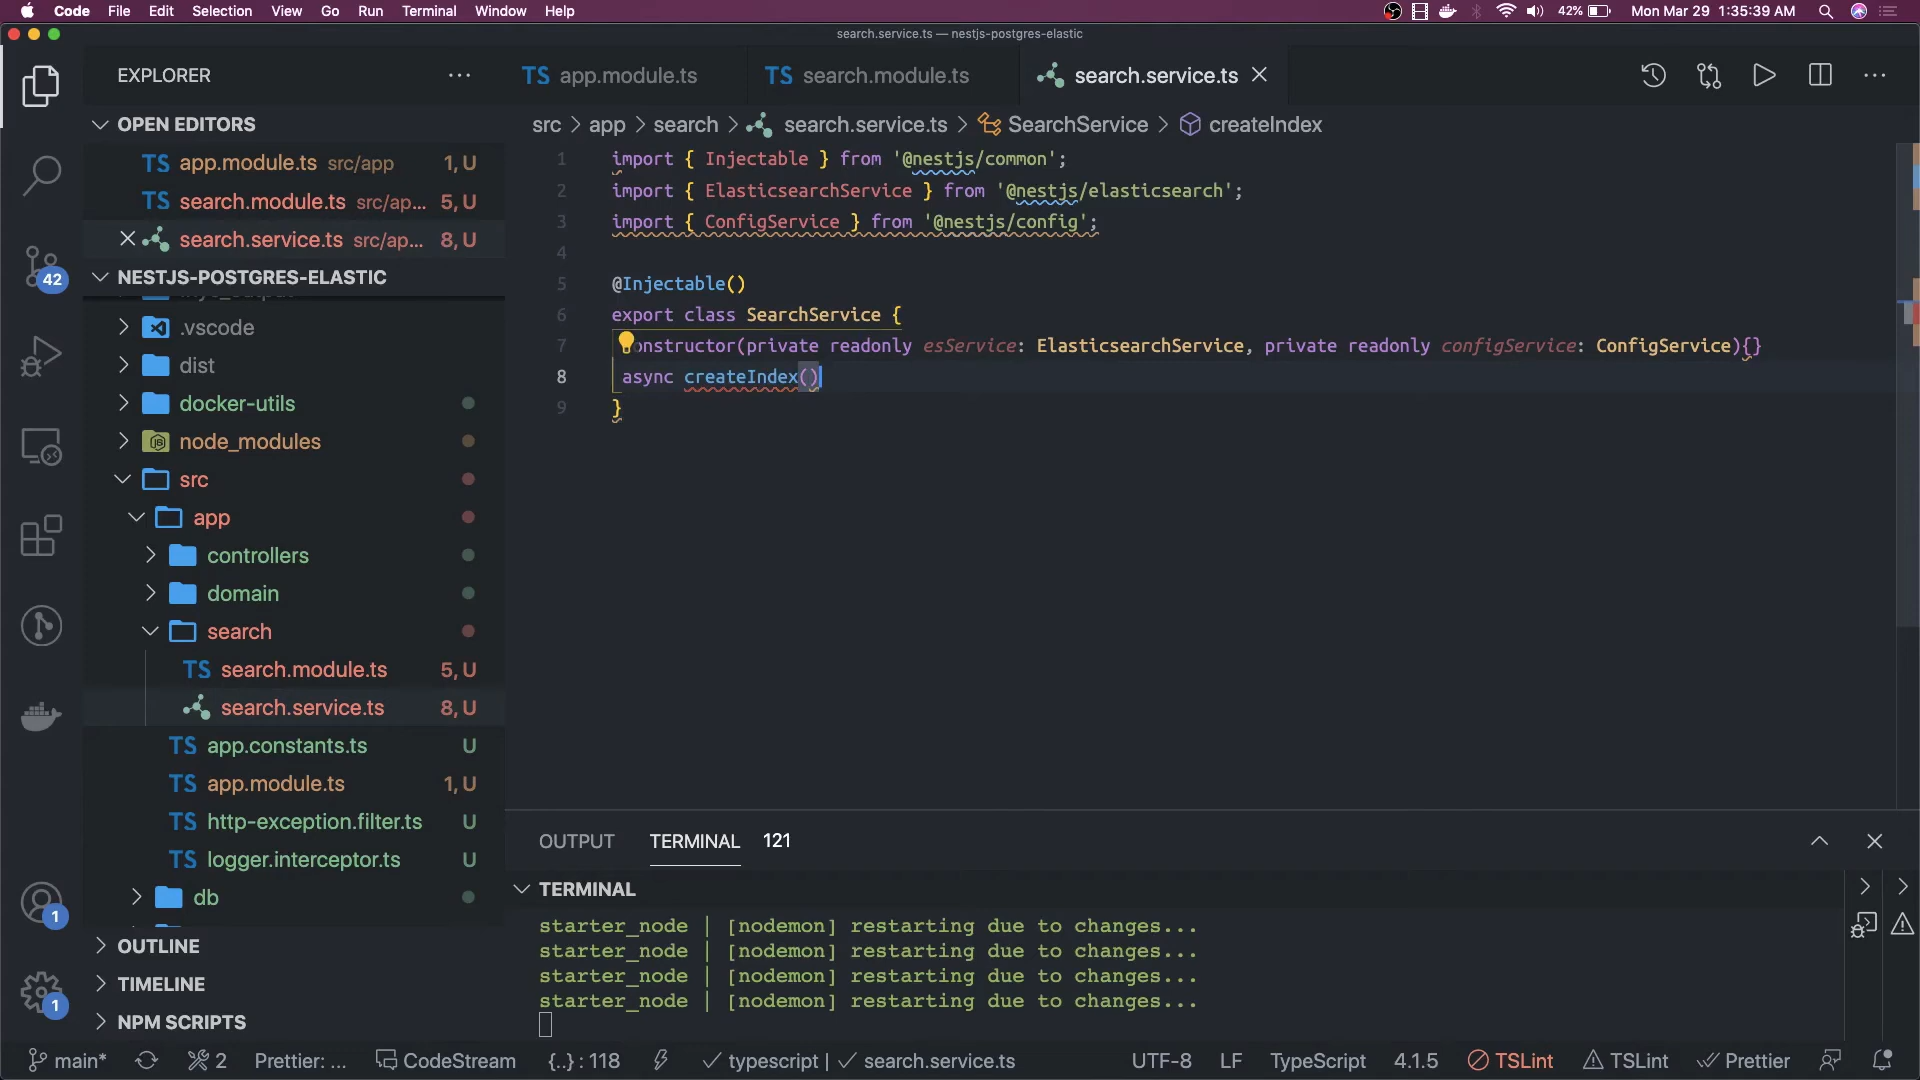 Code File Edit Selection View Go Run Terminal Window Help 42% Mon Mar 29 1:35:39 AM
search.service.ts — nestjs-postgres-elastic
EXPLORER
TS app.module.ts
TS search.module.ts
search.service.ts
OPEN EDITORS
TS app.module.ts src/app 1, U
TS search.module.ts src/ap... 5, U
search.service.ts src/ap... 8, U
NESTJS-POSTGRES-ELASTIC
.vscode
dist
docker-utils
node_modules
src
app
controllers
domain
search
TS search.module.ts 5, U
search.service.ts 8, U
TS app.constants.ts U
TS app.module.ts 1, U
TS http-exception.filter.ts U
TS logger.interceptor.ts U
db
OUTLINE
TIMELINE
NPM SCRIPTS
42
1
1
src > app > search > search.service.ts > SearchService > createIndex
1 import { Injectable } from '@nestjs/common';
2 import { ElasticsearchService } from '@nestjs/elasticsearch';
3 import { ConfigService } from '@nestjs/config';
4
5 @Injectable()
6 export class SearchService {
7 onstructor(private readonly esService: ElasticsearchService, private readonly configService: ConfigService){}
8 async createIndex()
9 }
OUTPUT TERMINAL 121
TERMINAL
starter_node | [nodemon] restarting due to changes...
starter_node | [nodemon] restarting due to changes...
starter_node | [nodemon] restarting due to changes...
starter_node | [nodemon] restarting due to changes...
main* 2 Prettier: ... CodeStream {..} : 118 typescript | search.service.ts UTF-8 LF TypeScript 4.1.5 TSLint TSLint Prettier